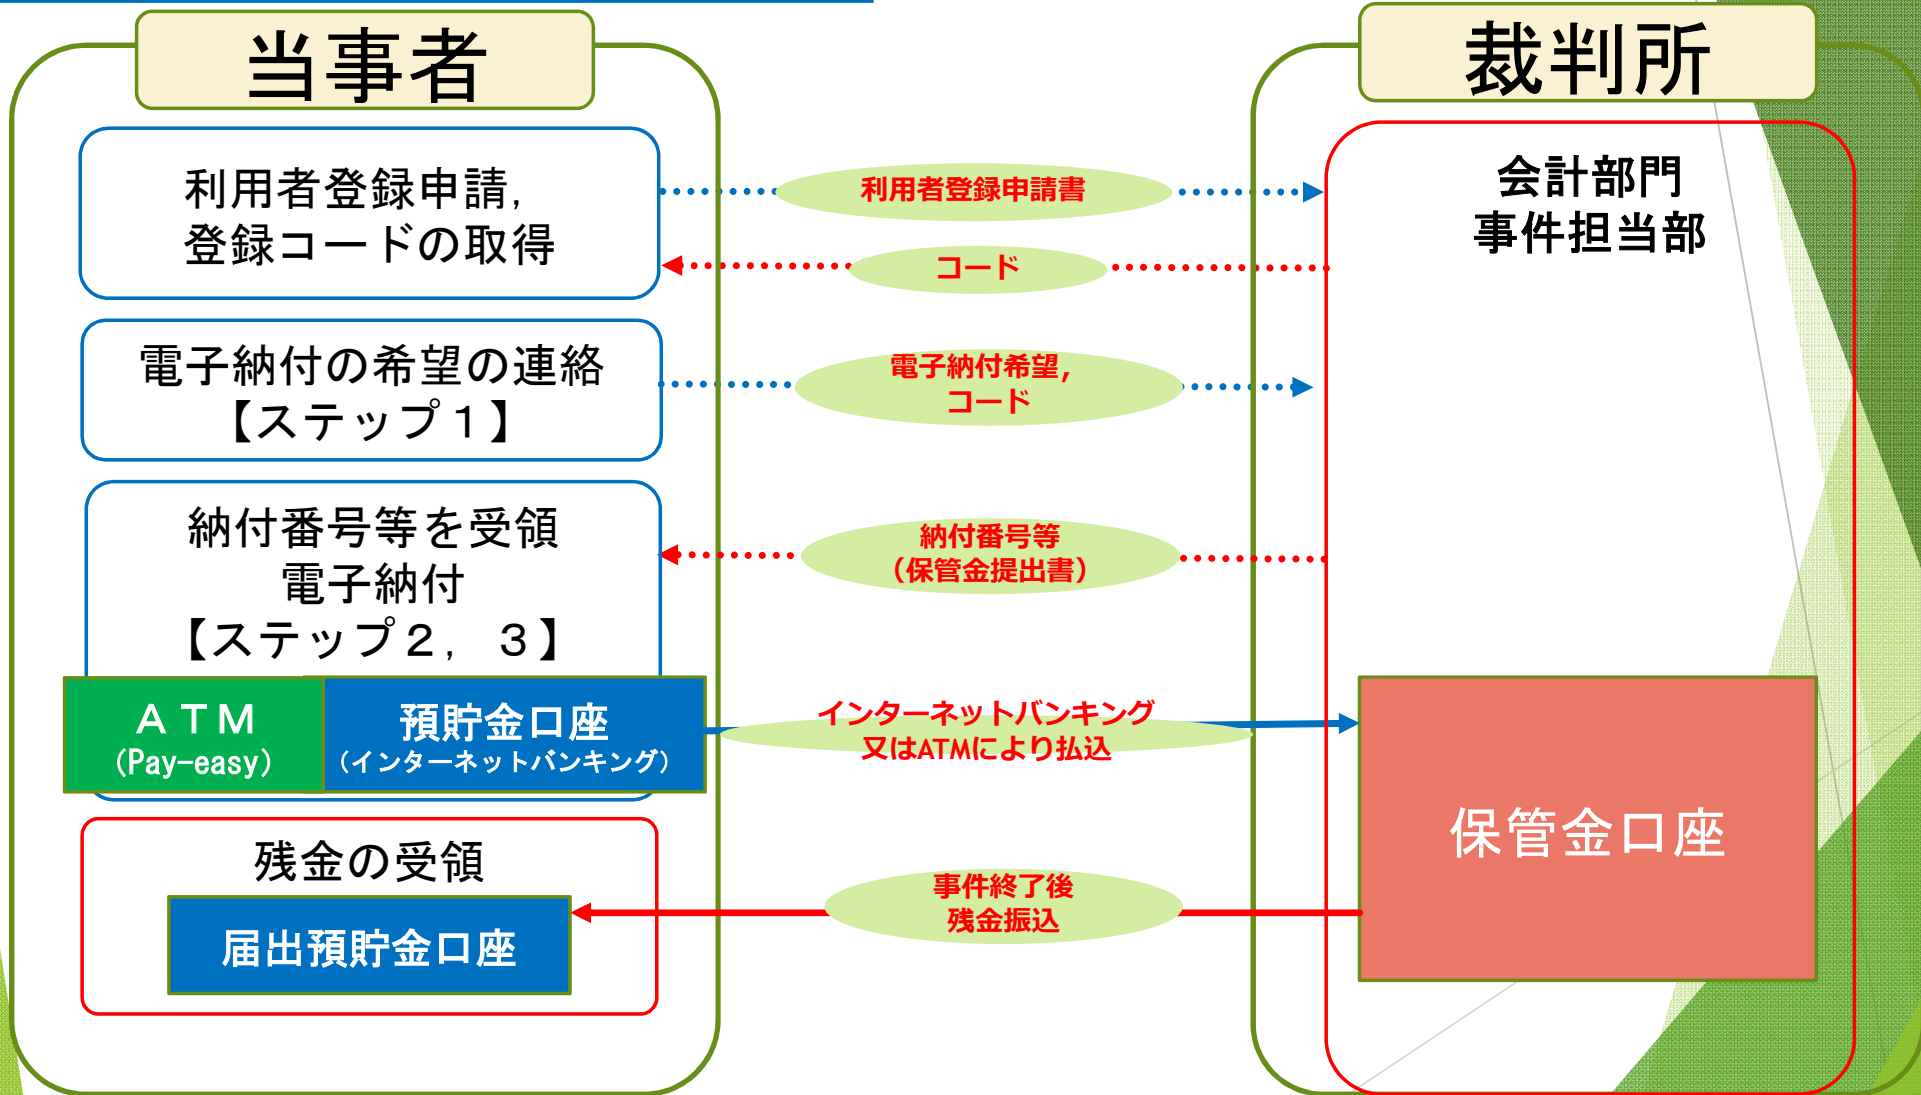 当事者
裁判所
利用者登録申請,
登録コードの取得
利用者登録申請書
コード
会計部門
事件担当部
電子納付の希望の連絡
【ステップ１】
電子納付希望，
コード
納付番号等を受領
電子納付
【ステップ２，３】
納付番号等
（保管金提出書）
ＡＴＭ
(Pay-easy)
預貯金口座
（インターネットバンキング）
インターネットバンキング
又はATMにより払込
保管金口座
残金の受領
届出預貯金口座
事件終了後
残金振込